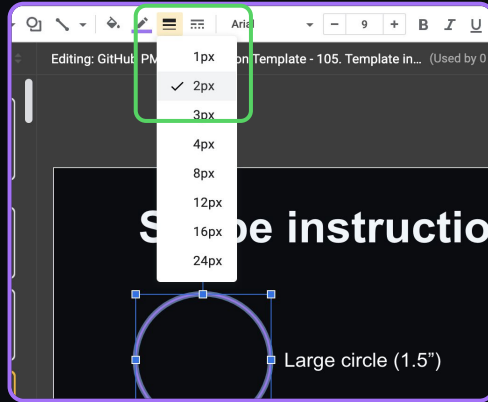 Arial
9
B I U
Editing: GitHub PM on Template - 105. Template in... (Used by 0
1px
2px
3px
4px
8px
12px
16px
24px
S pe instructio
Large circle (1.5”)